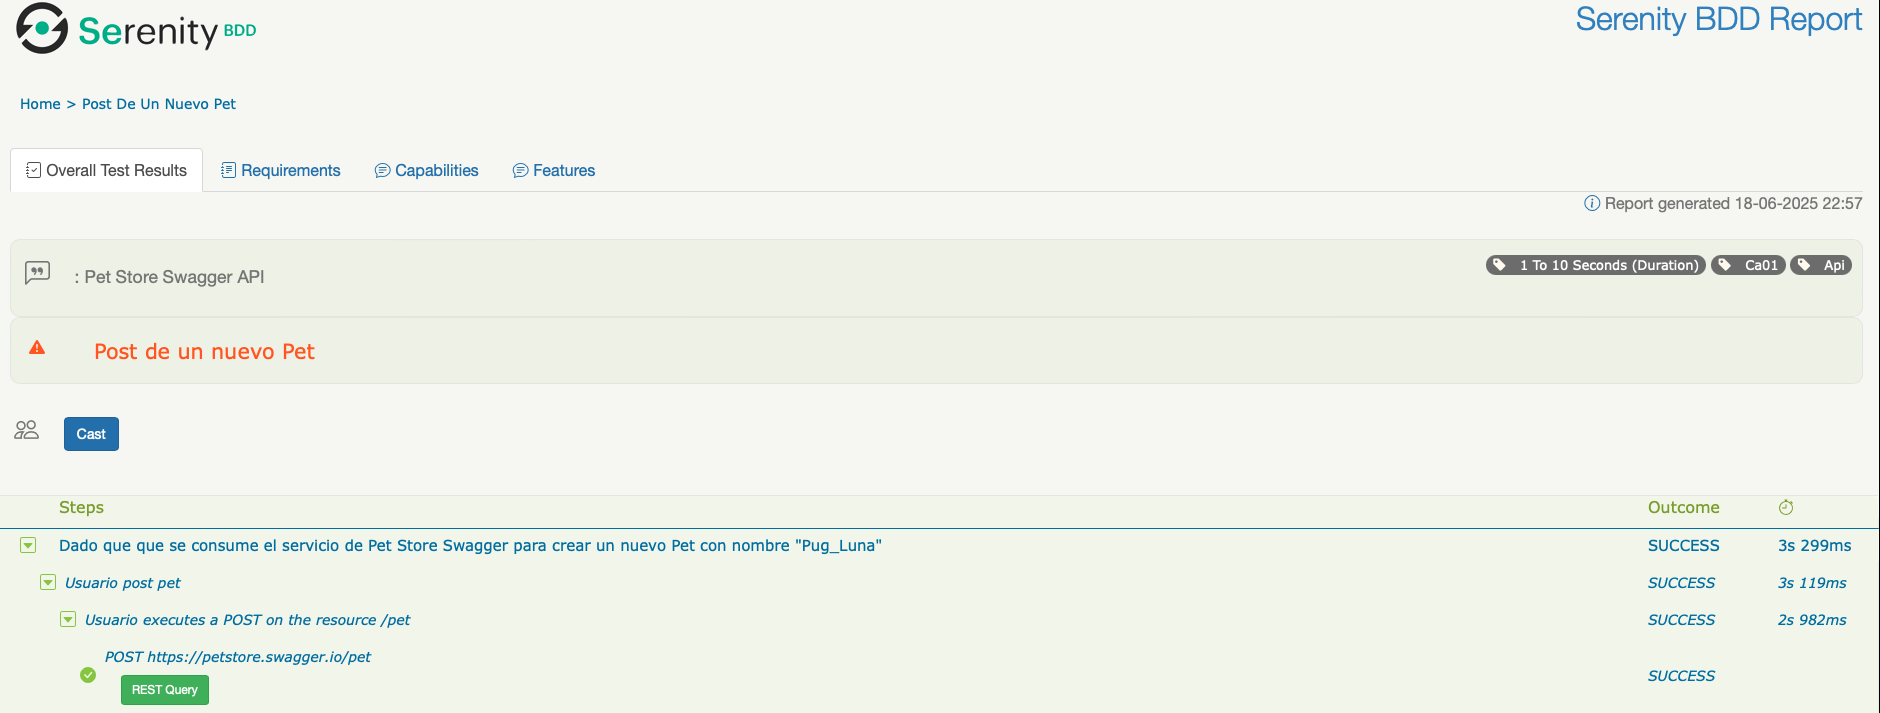 Serenity BDD
Serenity BDD Report
Home > Post De Un Nuevo Pet
Overall Test Results
Requirements
Capabilities
Features
Report generated 18-06-2025 22:57
: Pet Store Swagger API
1 To 10 Seconds (Duration)
Ca01
Api
Post de un nuevo Pet
Cast
Steps Outcome
Dado que que se consume el servicio de Pet Store Swagger para crear un nuevo Pet con nombre "Pug_Luna" SUCCESS 3s 299ms
Usuario post pet SUCCESS 3s 119ms
Usuario executes a POST on the resource /pet SUCCESS 2s 982ms
POST https://petstore.swagger.io/pet
SUCCESS
REST Query